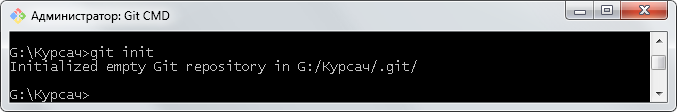 Администратор: Git CMD
G:\Курсач>git init
Initialized empty Git repository in G:/Курсач/.git/
G:\Курсач>